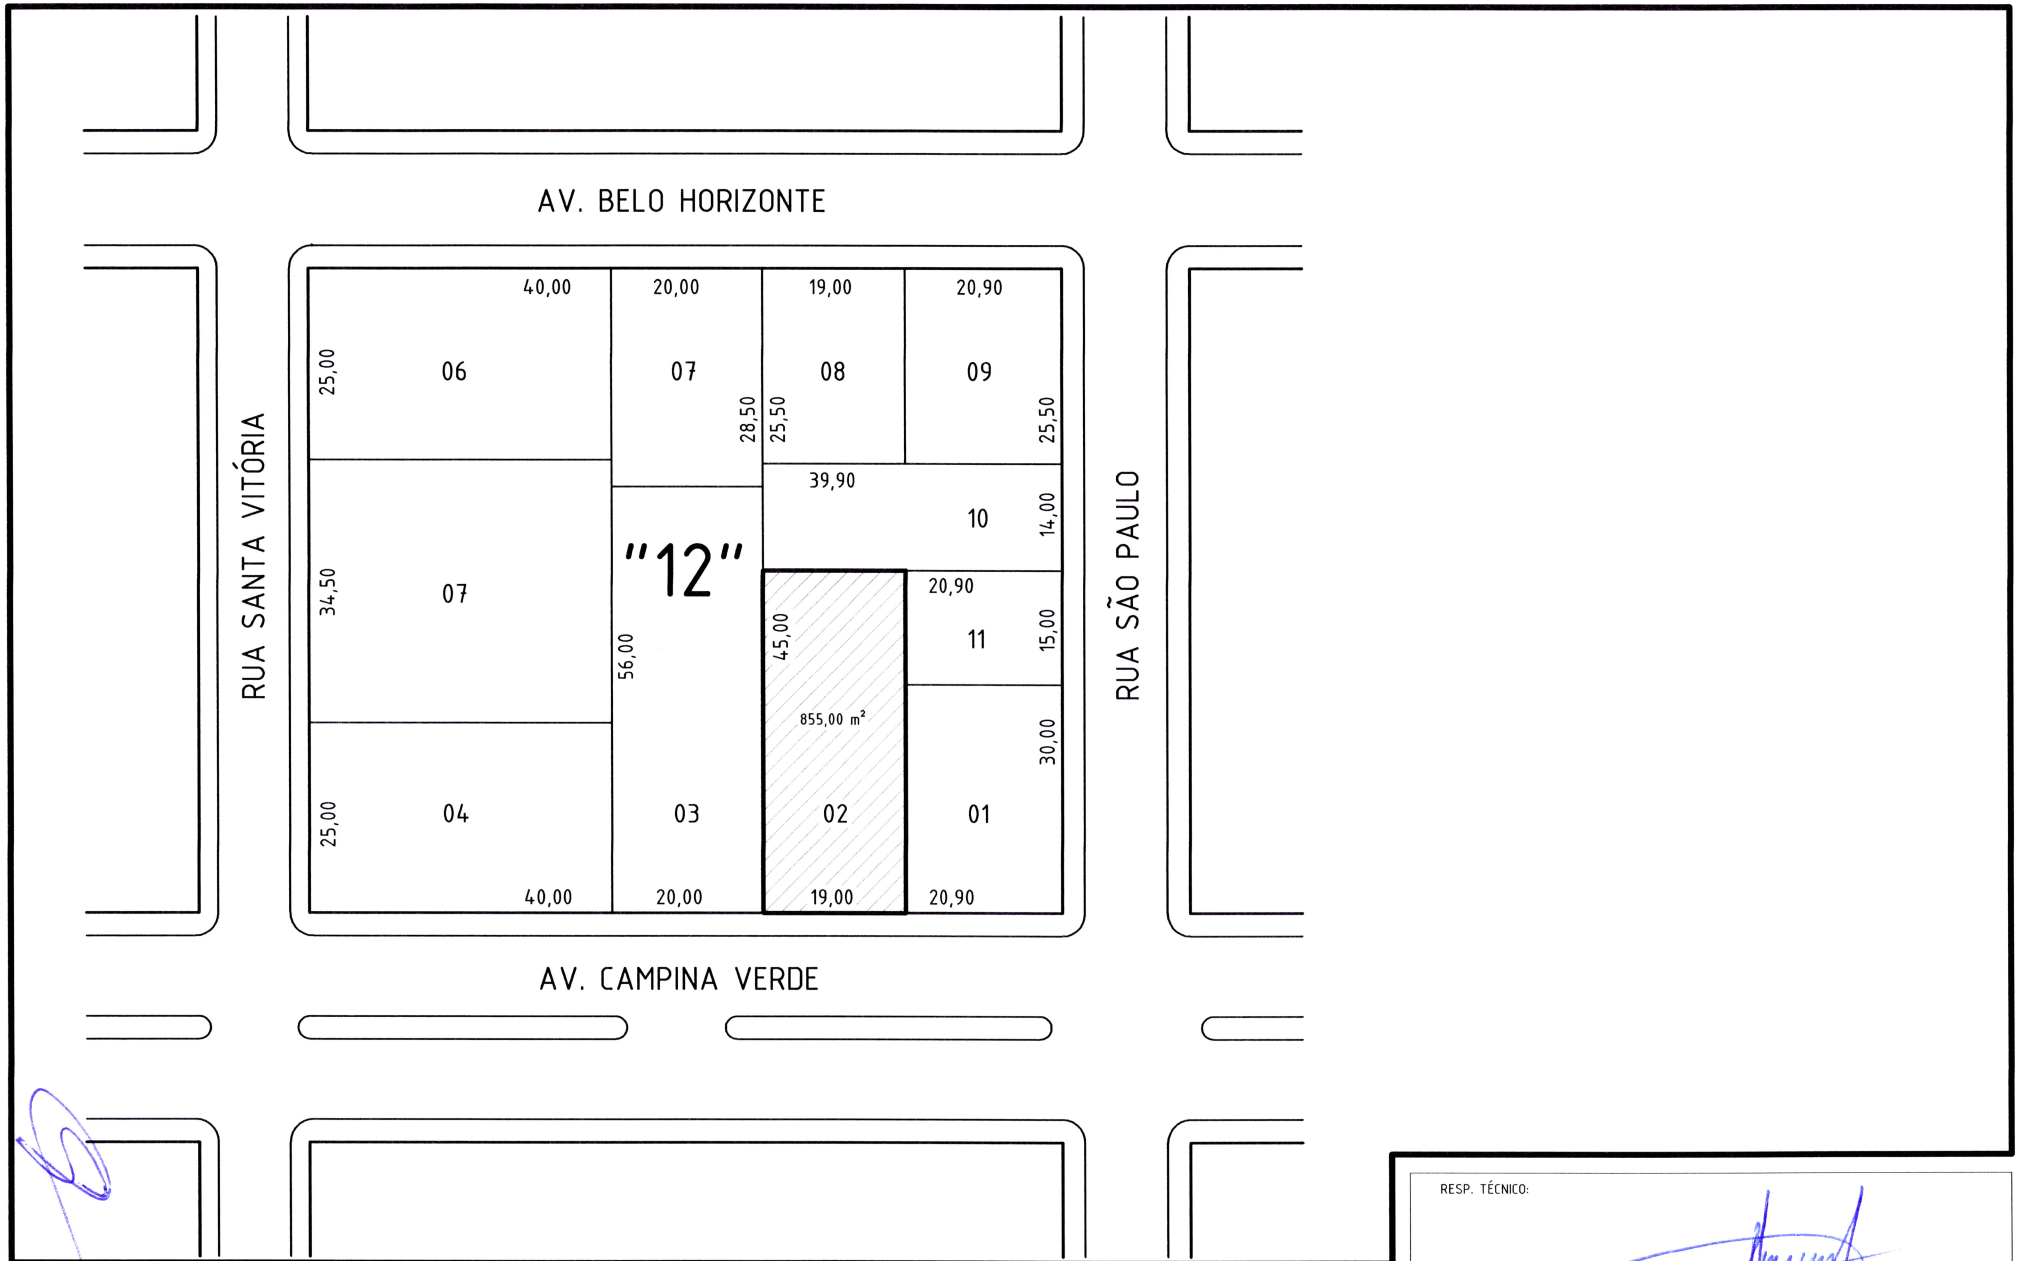 AV. BELO HORIZONTE
40,00 20,00 19,00 20,90
25,00 06 07 08 09
28,50 25,50 25,50
RUA SANTA VITÓRIA
RUA SÃO PAULO
39,90
10 14,00
"12"
34,50 07
20,90
45,00
11 15,00
56,00
855,00 m²
30,00
25,00 04 03 02 01
40,00 20,00 19,00 20,90
AV. CAMPINA VERDE
RESP. TÉCNICO: